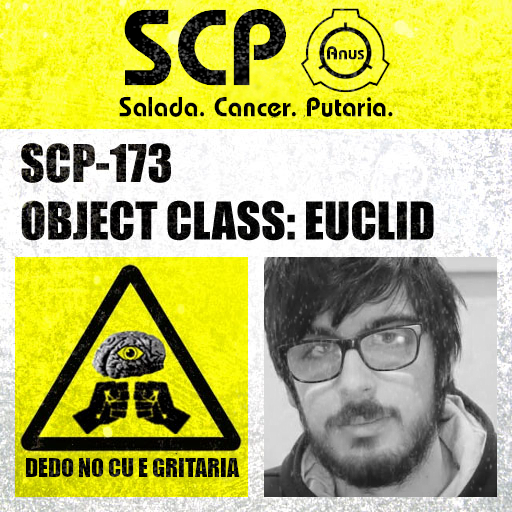 SCP
Anus
Salada. Cancer. Putaria.
SCP-173
OBJECT CLASS: EUCLID
DEDO NO CU E GRITARIA